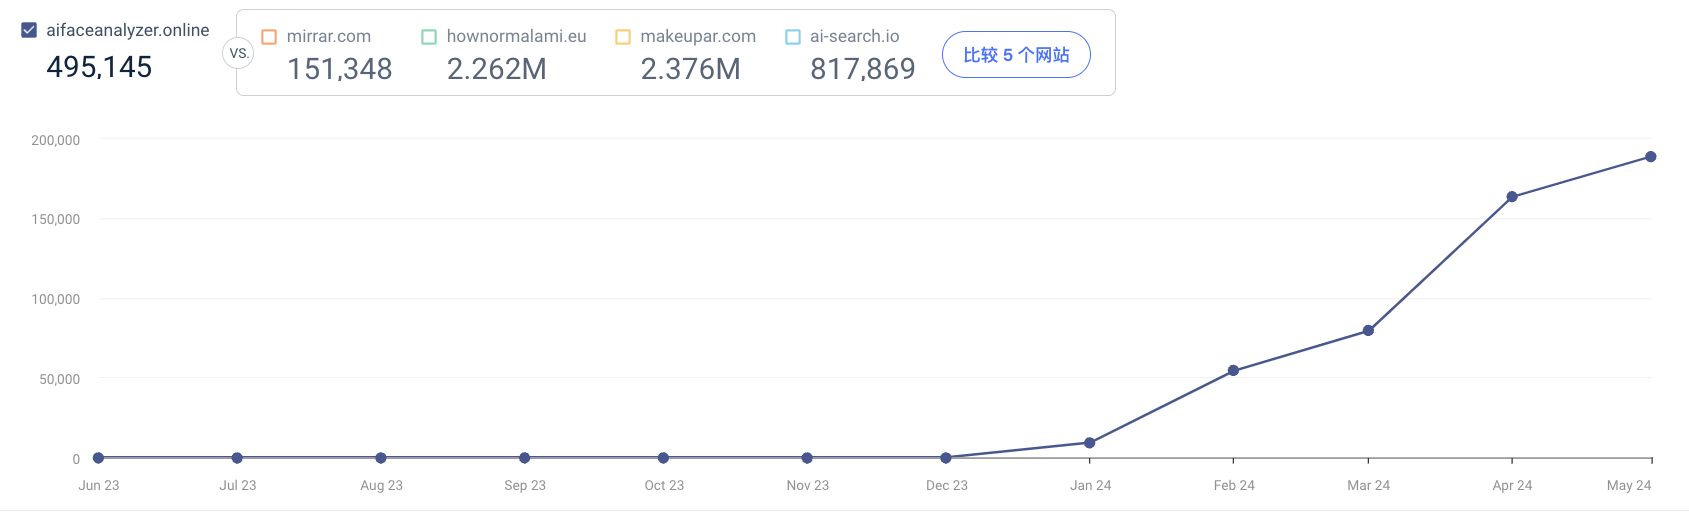 aifaceanalyzer.online
495,145
VS.
mirrar.com
151,348
hownormalami.eu
2.262M
makeupar.com
2.376M
ai-search.io
817,869
比较 5 个网站
200,000
150,000
100,000
50,000
0
Jun 23 Jul 23 Aug 23 Sep 23 Oct 23 Nov 23 Dec 23 Jan 24 Feb 24 Mar 24 Apr 24 May 24